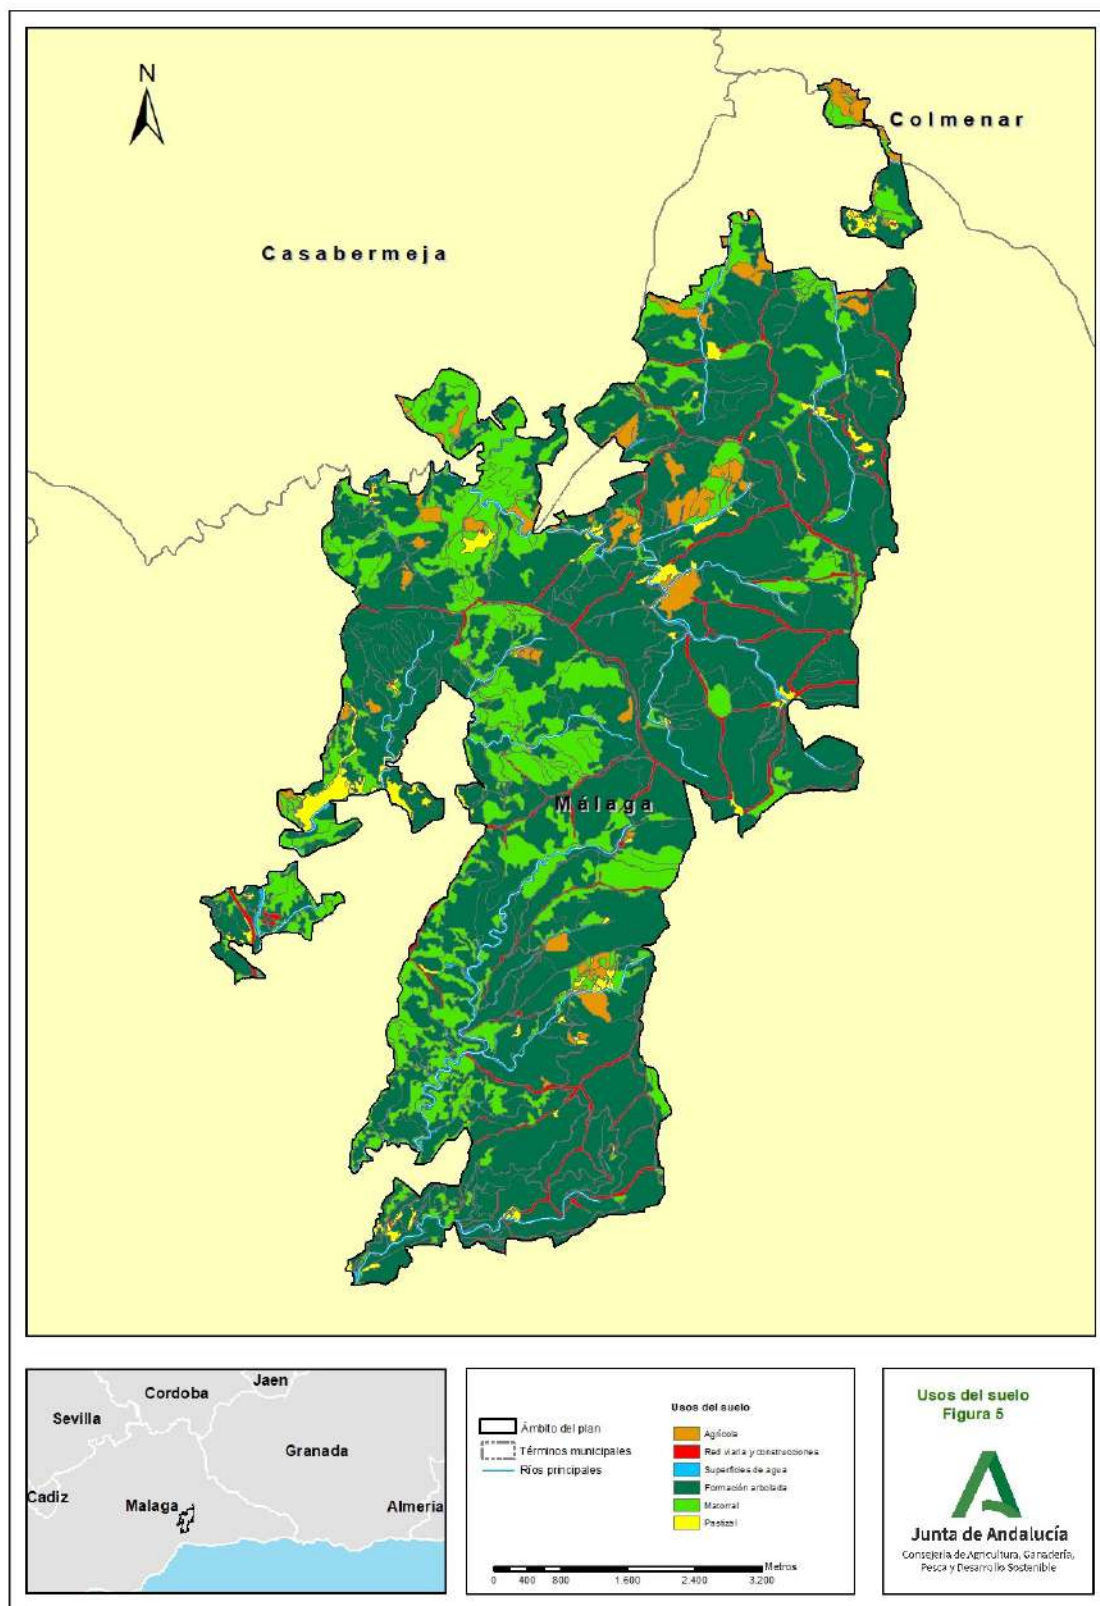 N
Colmenar
Casabermeja
Málaga
Jaen
Cordoba
Sevilla
Granada
Cadiz
Malaga
Almeria
Ámbito del plan
Términos municipales
Ríos principales
Usos del suelo
Agrícola
Red viaria y construcciones
Superficies de agua
Formación arbolada
Matorral
Pastizal
Metros
0 400 800 1.600 2.400 3.200
Usos del suelo
Figura 5
Junta de Andalucía
Consejería de Agricultura, Ganadería,
Pesca y Desarrollo Sostenible